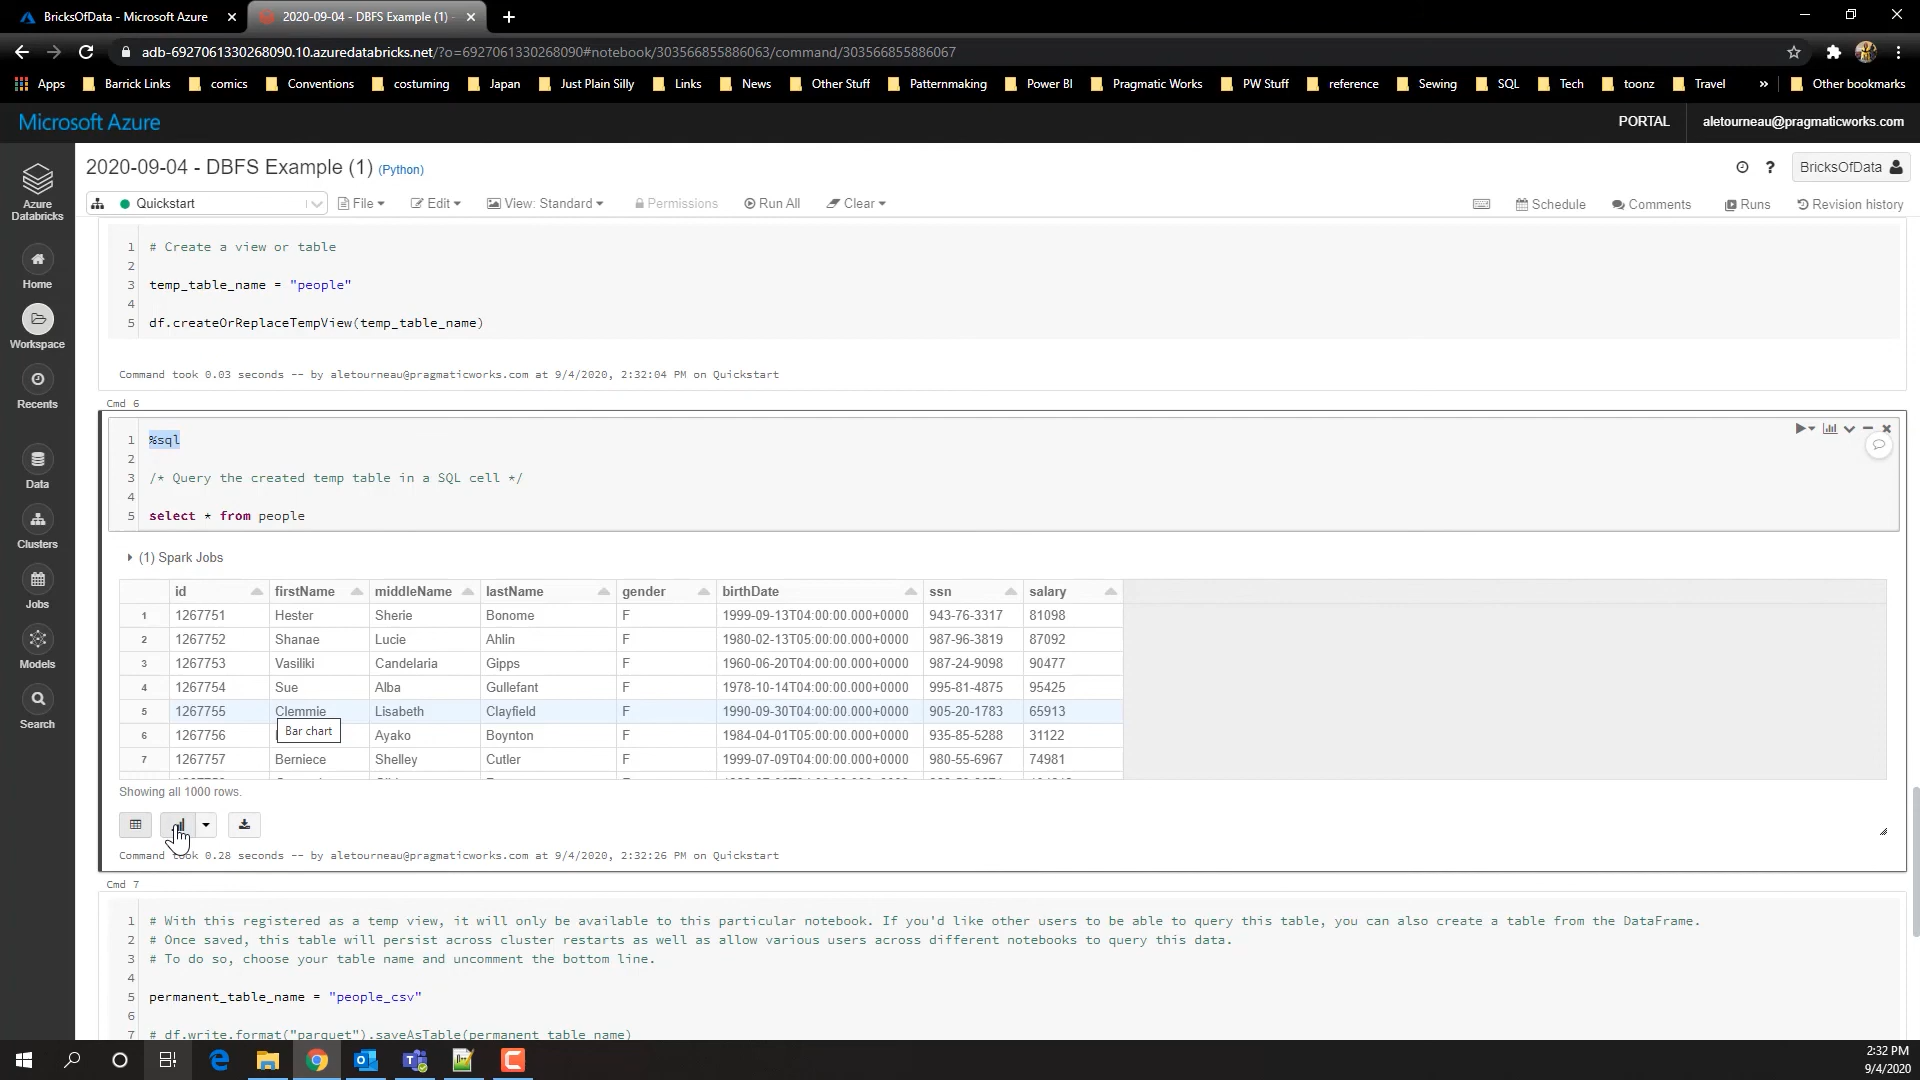 BricksOfData - Microsoft Azure
2020-09-04 - DBFS Example (1) -
adb-6927061330268090.10.azuredatabricks.net/?o=6927061330268090#notebook/303566855886063/command/303566855886067
Apps Barrick Links comics Conventions costuming Japan Just Plain Silly Links News Other Stuff Patternmaking Power BI Pragmatic Works PW Stuff reference Sewing SQL Tech toonz Travel » Other bookmarks
Microsoft Azure
PORTAL
aletourneau@pragmaticworks.com
2020-09-04 - DBFS Example (1) (Python)
BricksOfData
Quickstart File Edit View: Standard Permissions Run All Clear Schedule Comments Runs Revision history
Azure
Databricks
Home
Workspace
Recents
Data
Clusters
Jobs
Models
Search
1 # Create a view or table
2
3 temp_table_name = "people"
4
5 df.createOrReplaceTempView(temp_table_name)
Command took 0.03 seconds -- by aletourneau@pragmaticworks.com at 9/4/2020, 2:32:04 PM on Quickstart
Cmd 6
1 %sql
2
3 /* Query the created temp table in a SQL cell */
4
5 select * from people
(1) Spark Jobs
id firstName middleName lastName gender birthDate ssn salary
1 1267751 Hester Sherie Bonome F 1999-09-13T04:00:00.000+0000 943-76-3317 81098
2 1267752 Shanae Lucie Ahlin F 1980-02-13T05:00:00.000+0000 987-96-3819 87092
3 1267753 Vasiliki Candelaria Gipps F 1960-06-20T04:00:00.000+0000 987-24-9098 90477
4 1267754 Sue Alba Gullefant F 1978-10-14T04:00:00.000+0000 995-81-4875 95425
5 1267755 Clemmie Lisabeth Clayfield F 1990-09-30T04:00:00.000+0000 905-20-1783 65913
6 1267756 Ayako Boynton F 1984-04-01T05:00:00.000+0000 935-85-5288 31122
Bar chart
7 1267757 Berniece Shelley Cutler F 1999-07-09T04:00:00.000+0000 980-55-6967 74981
Showing all 1000 rows.
Command took 0.28 seconds -- by aletourneau@pragmaticworks.com at 9/4/2020, 2:32:26 PM on Quickstart
Cmd 7
1 # With this registered as a temp view, it will only be available to this particular notebook. If you'd like other users to be able to query this table, you can also create a table from the DataFrame.
2 # Once saved, this table will persist across cluster restarts as well as allow various users across different notebooks to query this data.
3 # To do so, choose your table name and uncomment the bottom line.
4
5 permanent_table_name = "people_csv"
6
7 # df.write.format("parquet").saveAsTable(permanent_table_name)
2:32 PM
9/4/2020